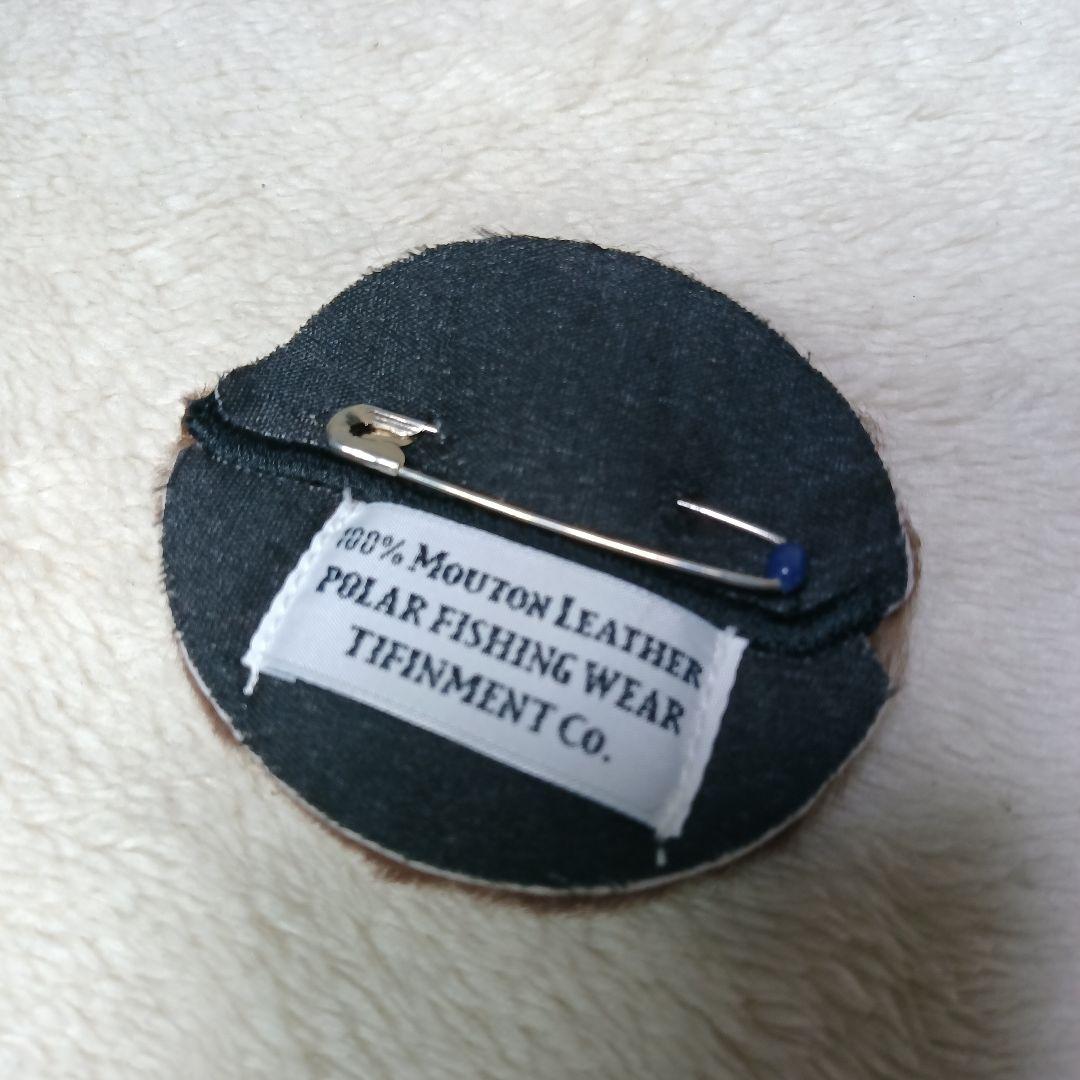 100% MOUTON LEATHER
POLAR FISHING WEAR
TIFINMENT CO.